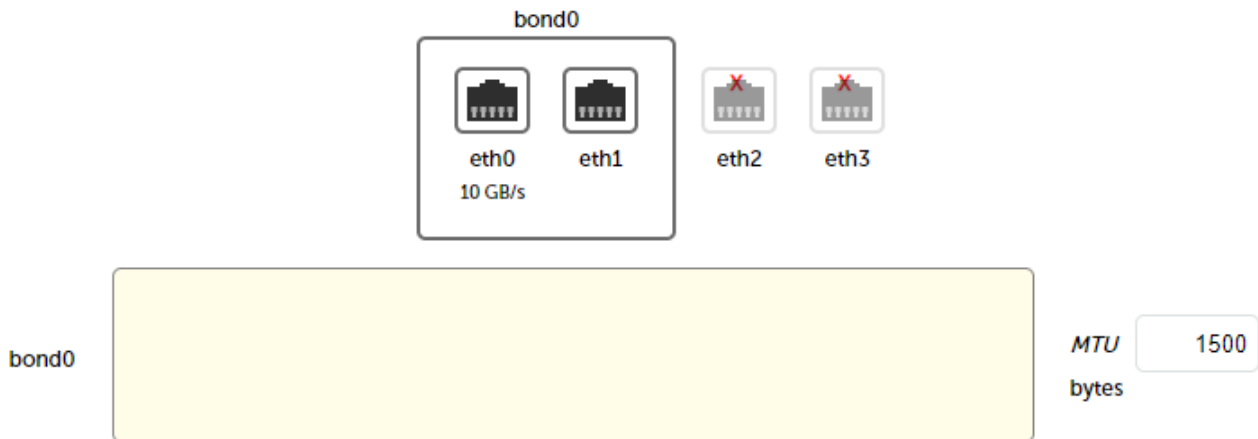 bond0
eth0 eth1 eth2 eth3
10 GB/s
bond0
MTU 1500
bytes